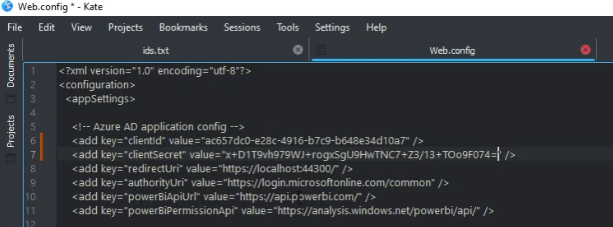 Web.config * - Kate
File Edit View Projects Bookmarks Sessions Tools Settings Help
ids.txt Web.config
Documents
Projects
1 <?xml version="1.0" encoding="utf-8"?>
2 <configuration>
3 <appSettings>
4
5 <!-- Azure AD application config -->
6 <add key="clientId" value="ac657dc0-e28c-4916-b7c9-b648e34d10a7" />
7 <add key="clientSecret" value="x+D1T9vh979WJ+rogxSgU9HwTNC7+Z3/13+TOo9F074=" />
8 <add key="redirectUri" value="https://localhost:44300/" />
9 <add key="authorityUri" value="https://login.microsoftonline.com/common" />
10 <add key="powerBiApiUrl" value="https://api.powerbi.com/" />
11 <add key="powerBiPermissionApi" value="https://analysis.windows.net/powerbi/api/" />